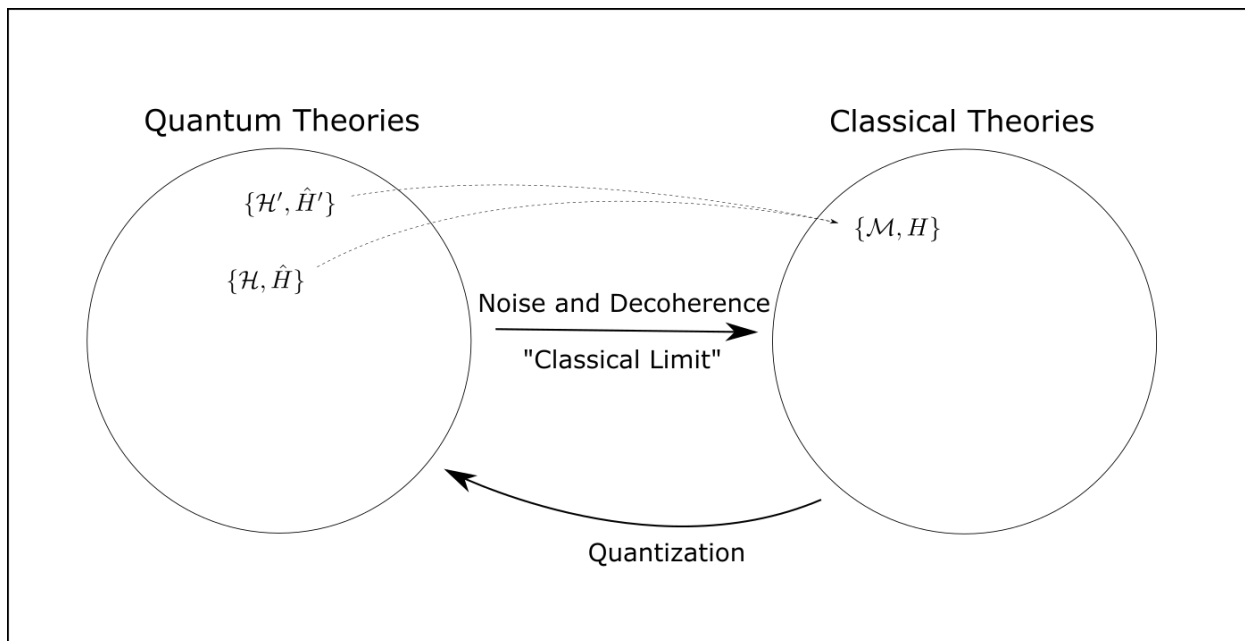 Quantum Theories
Classical Theories
{ℋ′, Ĥ′}
{ℳ, H}
{ℋ, Ĥ}
Noise and Decoherence
"Classical Limit"
Quantization